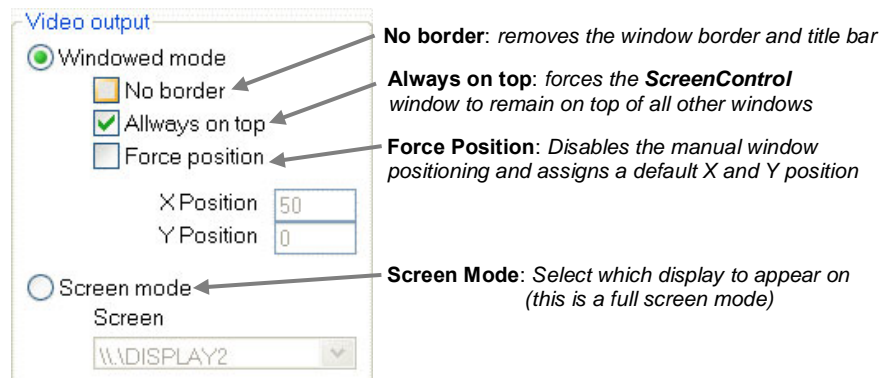 Video output
Windowed mode
No border
Allways on top
Force position
X Position 50
Y Position 0
Screen mode
Screen
\\.\DISPLAY2
No border: removes the window border and title bar
Always on top: forces the ScreenControl
window to remain on top of all other windows
Force Position: Disables the manual window
positioning and assigns a default X and Y position
Screen Mode: Select which display to appear on
(this is a full screen mode)